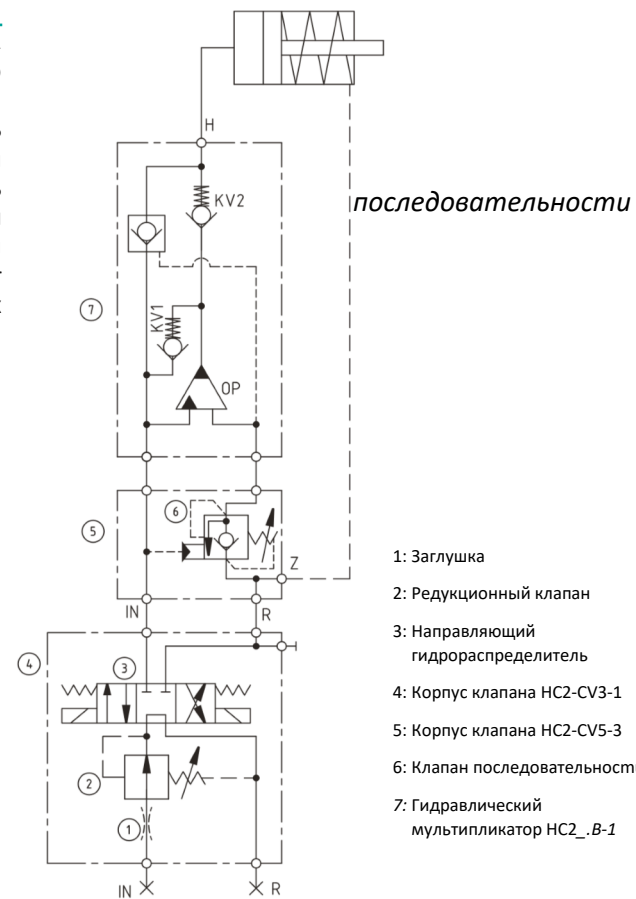 H
KV2
последовательности
7
KV1
OP
6
5
Z
IN
R
4
3
2
1
IN
R
1: Заглушка
2: Редукционный клапан
3: Направляющий
гидрораспределитель
4: Корпус клапана HC2-CV3-1
5: Корпус клапана HC2-CV5-3
6: Клапан последовательност
7: Гидравлический
мультипликатор HC2_.B-1